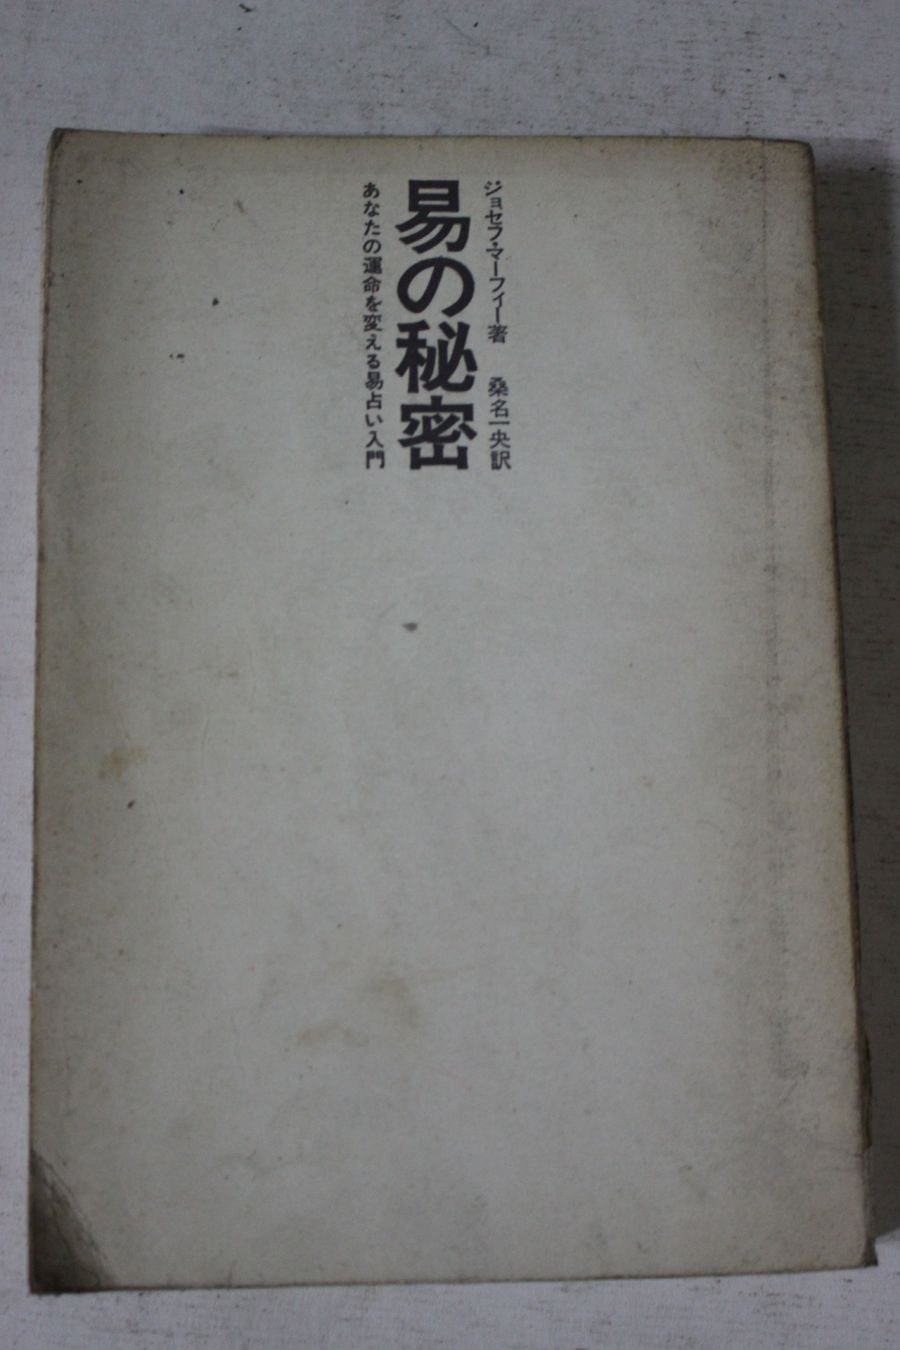 ジョセフ・マーフィー著 桑名一央訳
易の秘密
あなたの運命を変える易占い入門